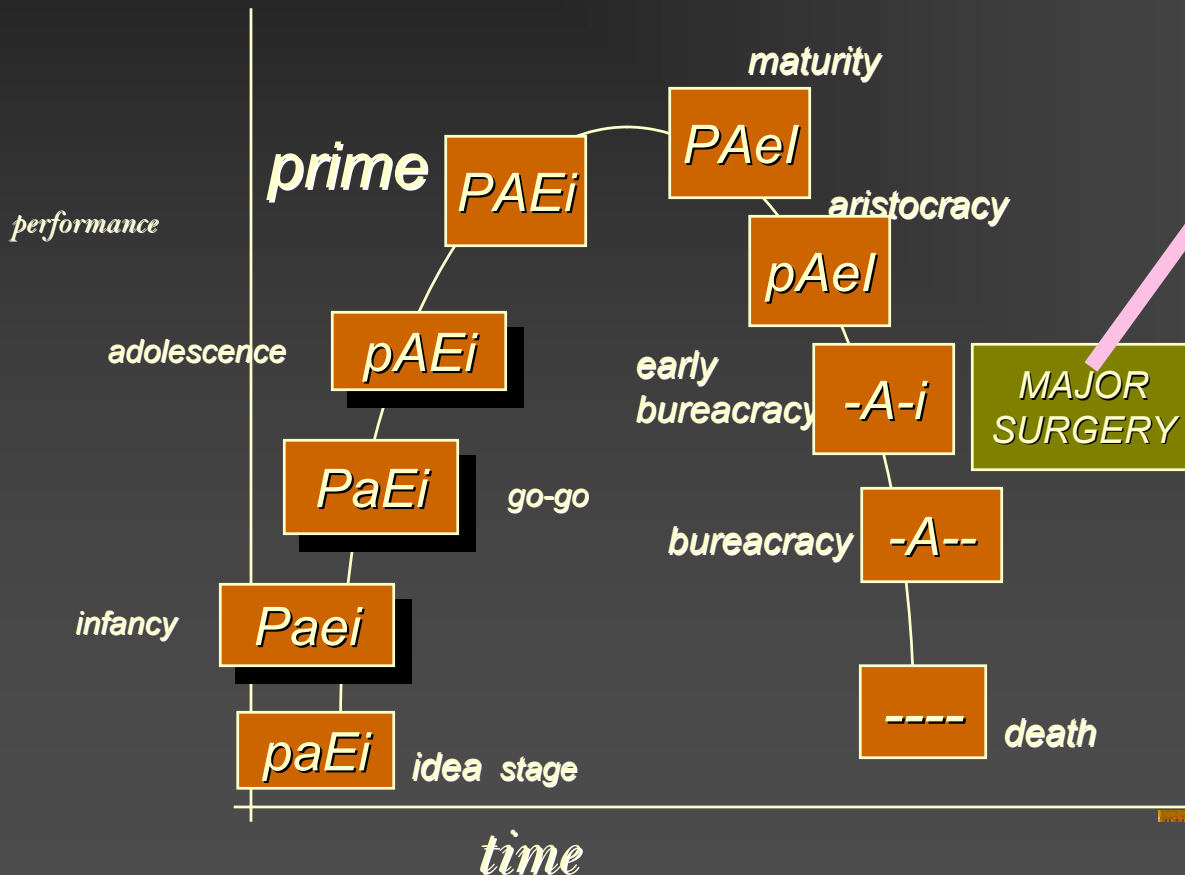 maturity
PAeI
prime
PAEi
aristocracy
performance
pAeI
adolescence
pAEi
early
bureacracy
-A-i
MAJOR
SURGERY
PaEi
go-go
bureacracy
-A--
infancy
Paei
----
death
paEi
idea stage
time